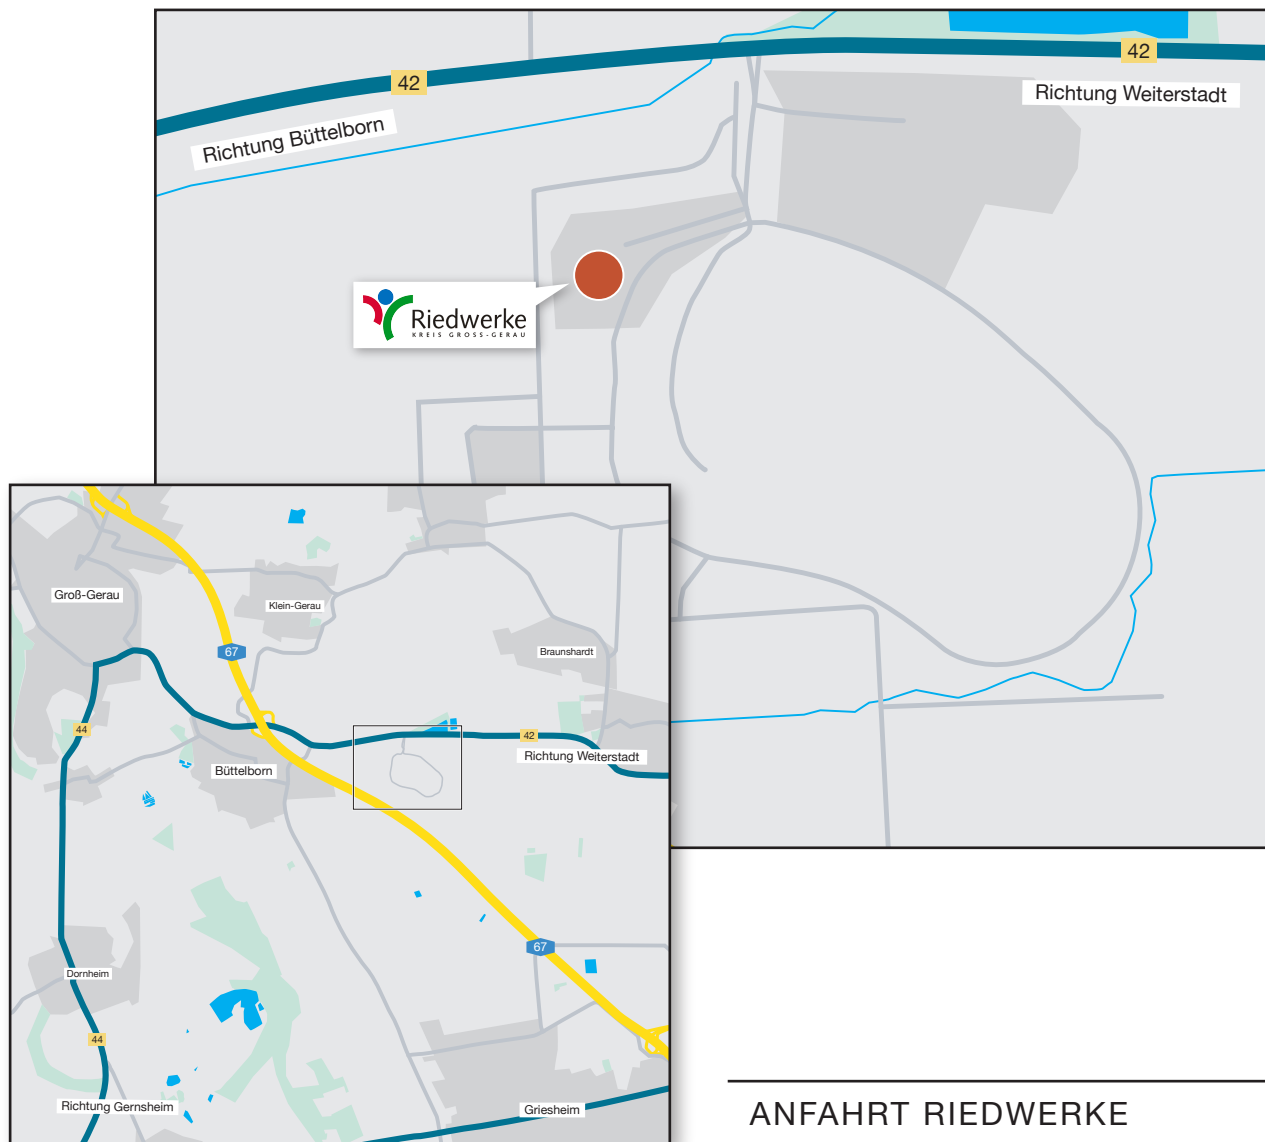 42
42
Richtung Weiterstadt
Richtung Büttelborn
Riedwerke
KREIS GROSS-GERAU
Groß-Gerau
Klein-Gerau
67
Braunshardt
44
42
Richtung Weiterstadt
Büttelborn
67
Dornheim
44
Richtung Gernsheim
Griesheim
ANFAHRT RIEDWERKE